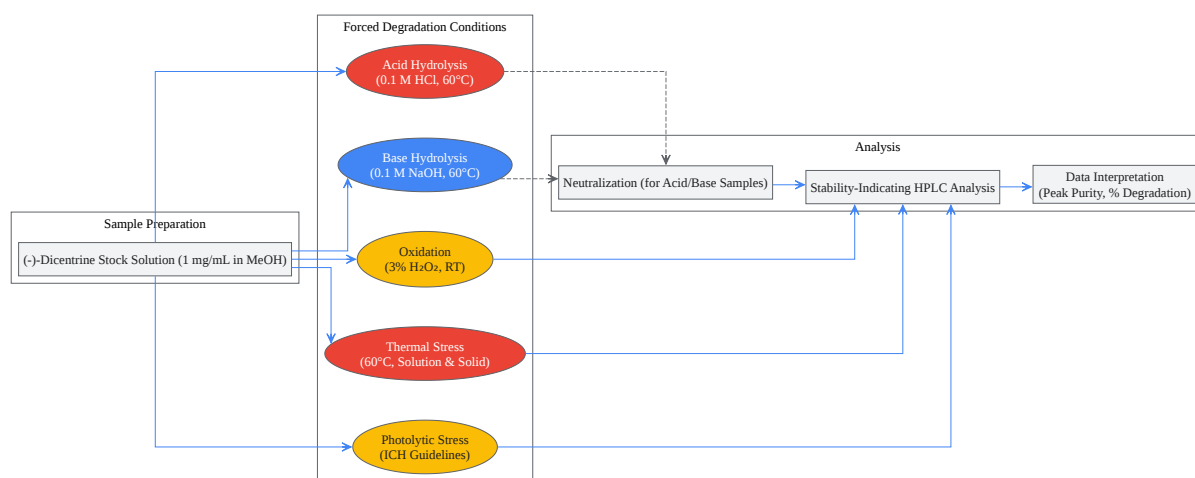 Forced Degradation Conditions
Acid Hydrolysis
(0.1 M HCl, 60°C)
Base Hydrolysis
(0.1 M NaOH, 60°C)
Analysis
Neutralization (for Acid/Base Samples)
Stability-Indicating HPLC Analysis
Data Interpretation
(Peak Purity, % Degradation)
Sample Preparation
(-)-Dicentrine Stock Solution (1 mg/mL in MeOH)
Oxidation
(3% H₂O₂, RT)
Thermal Stress
(60°C, Solution & Solid)
Photolytic Stress
(ICH Guidelines)